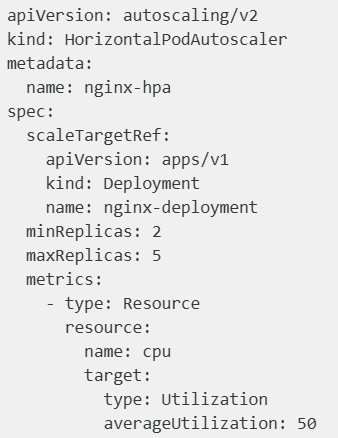 apiVersion: autoscaling/v2
kind: HorizontalPodAutoscaler
metadata:
  name: nginx-hpa
spec:
  scaleTargetRef:
    apiVersion: apps/v1
    kind: Deployment
    name: nginx-deployment
  minReplicas: 2
  maxReplicas: 5
  metrics:
    - type: Resource
      resource:
        name: cpu
        target:
          type: Utilization
          averageUtilization: 50